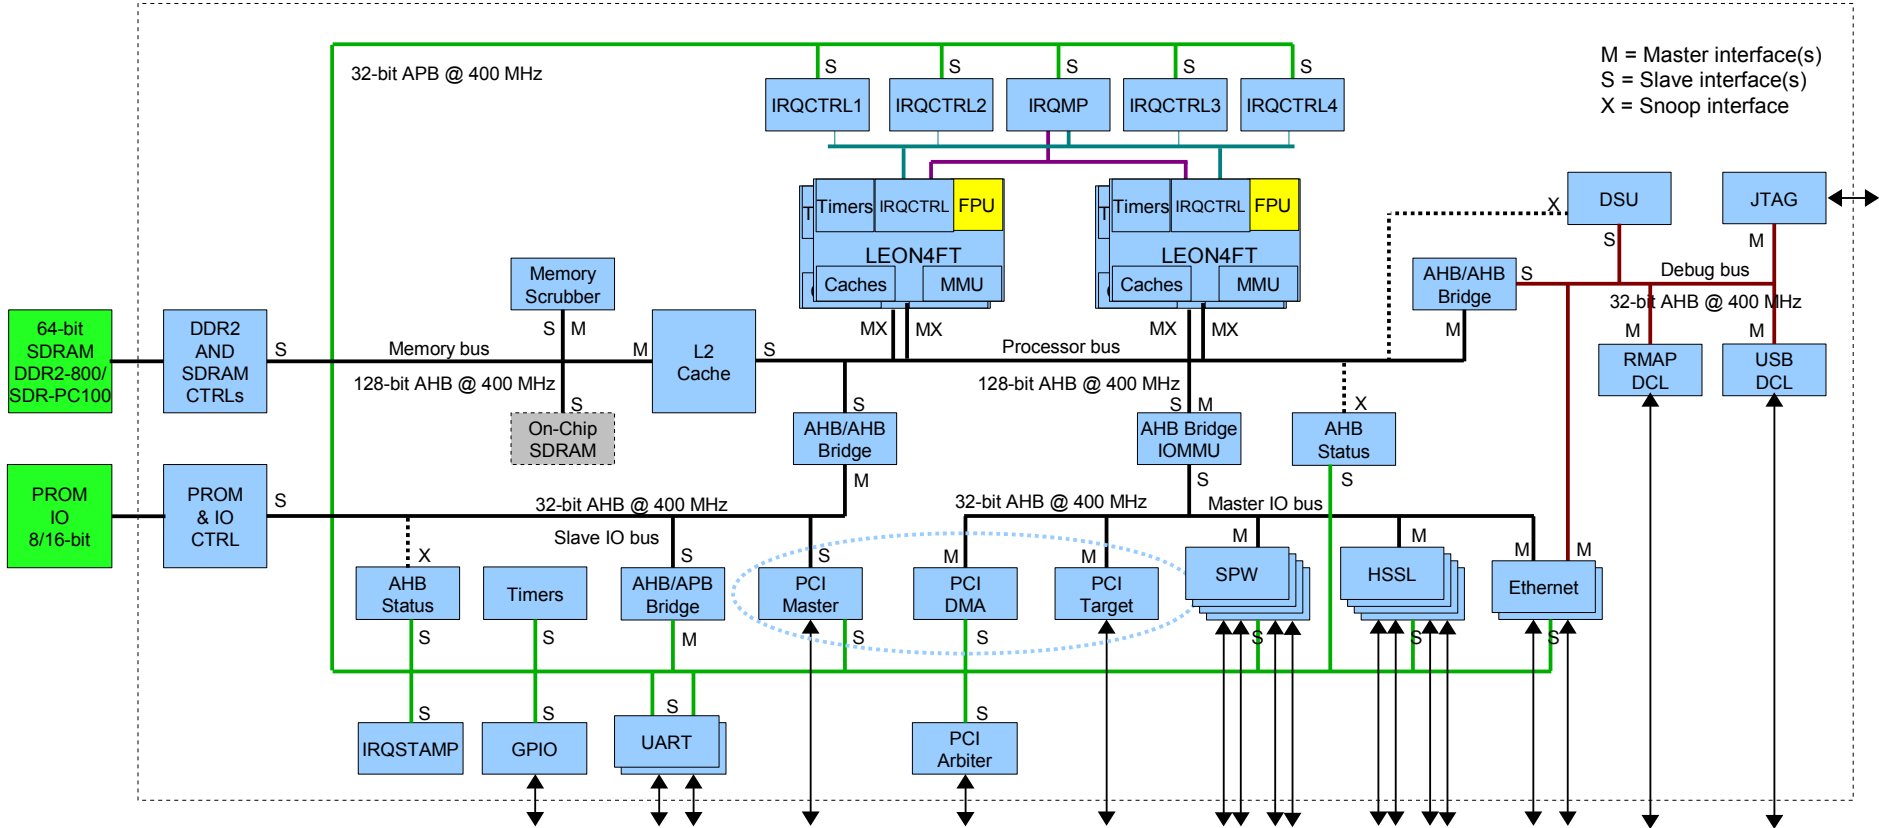 32-bit APB @ 400 MHz
M = Master interface(s)
S = Slave interface(s)
X = Snoop interface
S
S
S
S
S
IRQCTRL1
IRQCTRL2
IRQMP
IRQCTRL3
IRQCTRL4
T
Timers
IRQCTRL
FPU
LEON4FT
Caches
MMU
MX
MX
T
Timers
IRQCTRL
FPU
LEON4FT
Caches
MMU
MX
MX
X
DSU
S
JTAG
M
AHB/AHB
Bridge
S
M
Debug bus
32-bit AHB @ 400 MHz
M
RMAP
DCL
M
USB
DCL
Memory
Scrubber
S
M
64-bit
SDRAM
DDR2-800/
SDR-PC100
DDR2
AND
SDRAM
CTRLs
S
Memory bus
128-bit AHB @ 400 MHz
M
L2
Cache
S
Processor bus
128-bit AHB @ 400 MHz
S
On-Chip
SDRAM
S
AHB/AHB
Bridge
M
S
M
AHB Bridge
IOMMU
S
X
AHB
Status
S
PROM
IO
8/16-bit
PROM
& IO
CTRL
S
32-bit AHB @ 400 MHz
Slave IO bus
32-bit AHB @ 400 MHz
Master IO bus
X
AHB
Status
S
Timers
S
S
AHB/APB
Bridge
M
S
PCI
Master
S
M
PCI
DMA
M
PCI
Target
M
SPW
S
M
HSSL
S
M
M
Ethernet
S
S
IRQSTAMP
S
GPIO
S
UART
S
PCI
Arbiter